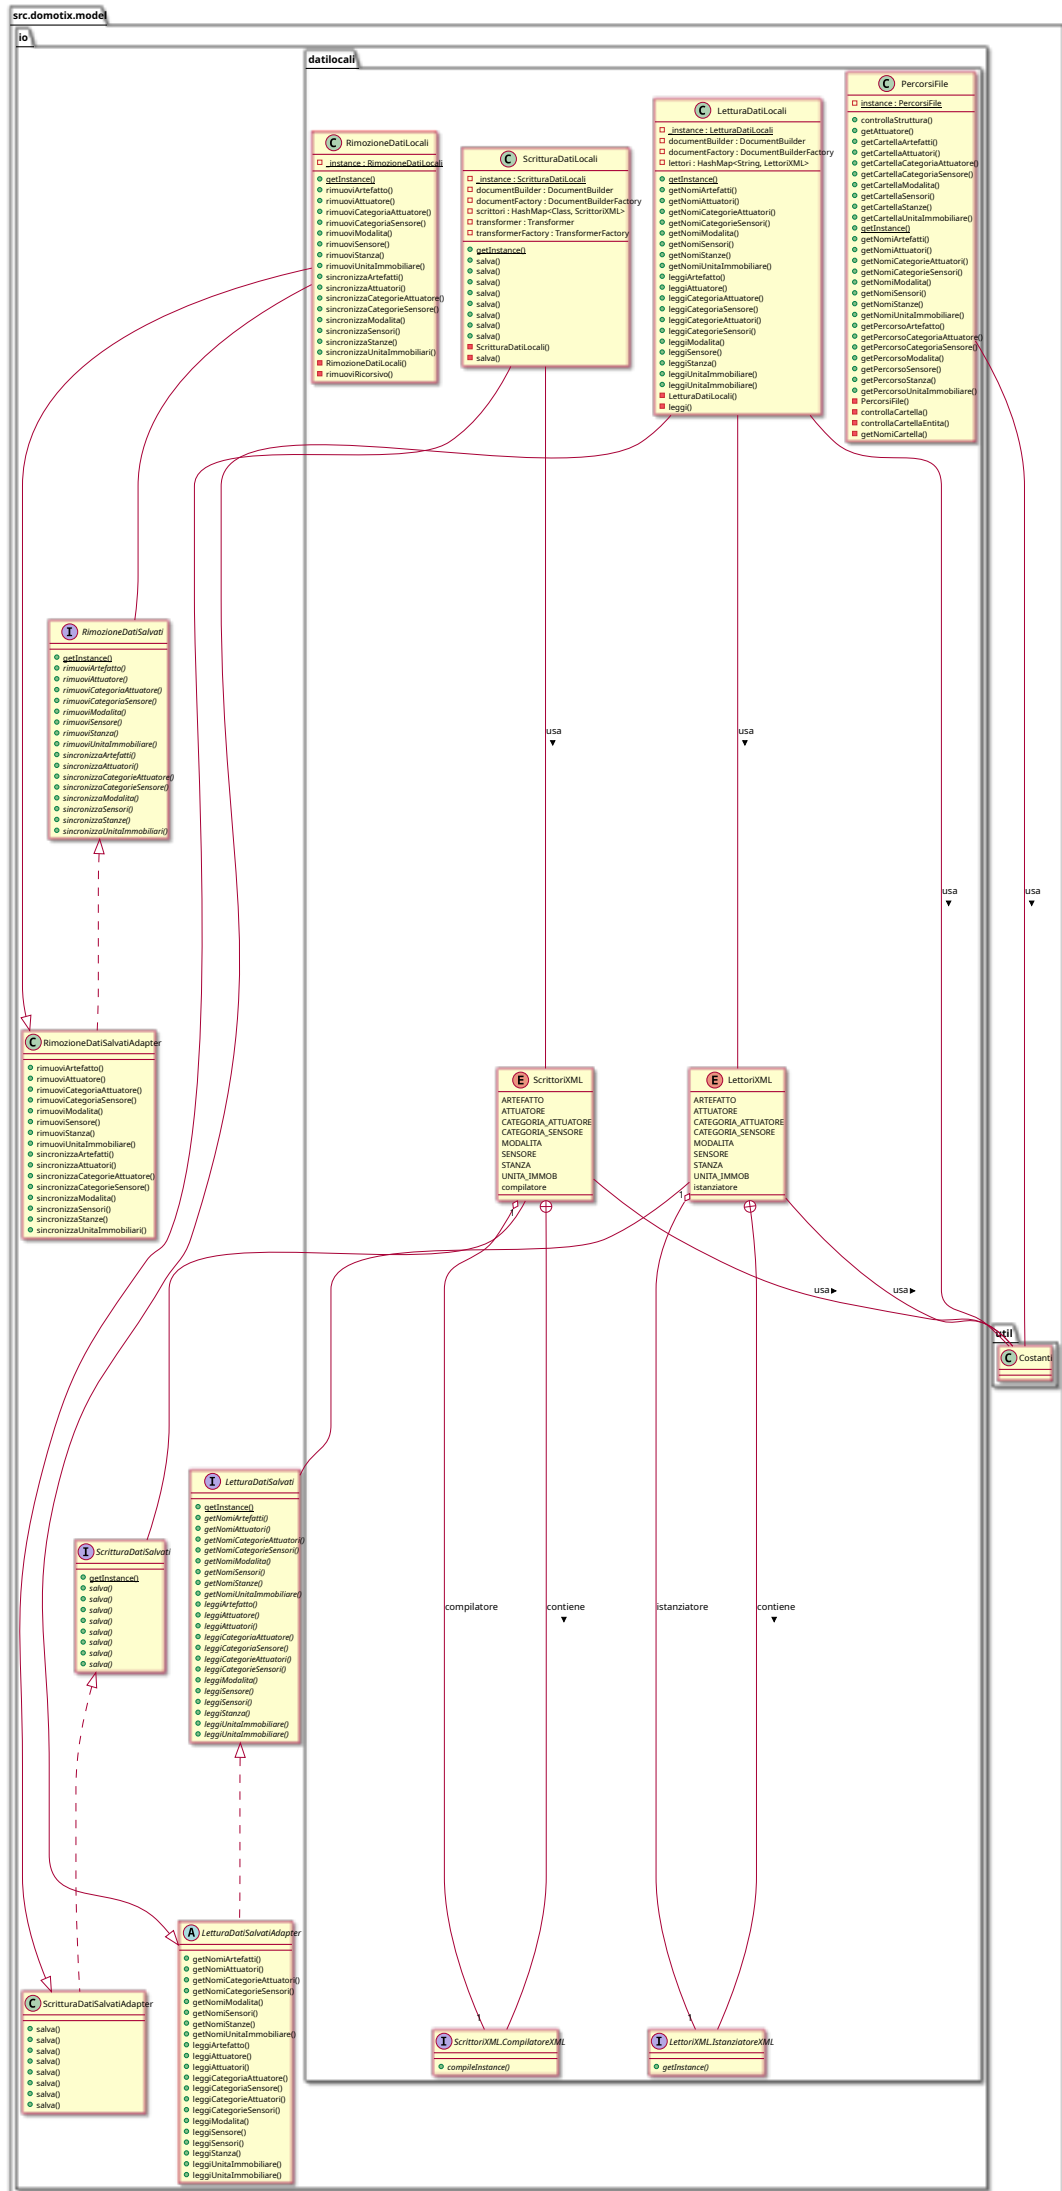 src.domotix.model
io
datilocali
C PercorsiFile
instance : PercorsiFile
controllaStruttura()
getAttuatore()
getCartellaArtefatti()
getCartellaAttuatori()
getCartellaCategoriaAttuatore()
getCartellaCategoriaSensore()
getCartellaModalita()
getCartellaSensori()
getCartellaStanze()
getCartellaUnitaImmobiliare()
getInstance()
getNomiArtefatti()
getNomiAttuatori()
getNomiCategorieAttuatori()
getNomiCategorieSensori()
getNomiModalita()
getNomiSensori()
getNomiStanze()
getNomiUnitaImmobiliare()
getPercorsoArtefatto()
getPercorsoCategoriaAttuatore()
getPercorsoCategoriaSensore()
getPercorsoModalita()
getPercorsoSensore()
getPercorsoStanza()
getPercorsoUnitaImmobiliare()
PercorsiFile()
controllaCartella()
controllaCartellaEntita()
getNomiCartella()
C LetturaDatiLocali
_instance : LetturaDatiLocali
documentBuilder : DocumentBuilder
documentFactory : DocumentBuilderFactory
lettori : HashMap<String, LettoriXML>
getInstance()
getNomiArtefatti()
getNomiAttuatori()
getNomiCategorieAttuatori()
getNomiCategorieSensori()
getNomiModalita()
getNomiSensori()
getNomiStanze()
getNomiUnitaImmobiliare()
leggiArtefatto()
leggiAttuatore()
leggiCategoriaAttuatore()
leggiCategoriaSensore()
leggiCategorieAttuatori()
leggiCategorieSensori()
leggiModalita()
leggiSensore()
leggiStanza()
leggiUnitaImmobiliare()
leggiUnitaImmobiliare()
LetturaDatiLocali()
leggi()
C RimozioneDatiLocali
_instance : RimozioneDatiLocali
getInstance()
rimuoviArtefatto()
rimuoviAttuatore()
rimuoviCategoriaAttuatore()
rimuoviCategoriaSensore()
rimuoviModalita()
rimuoviSensore()
rimuoviStanza()
rimuoviUnitaImmobiliare()
sincronizzaArtefatti()
sincronizzaAttuatori()
sincronizzaCategorieAttuatore()
sincronizzaCategorieSensore()
sincronizzaModalita()
sincronizzaSensori()
sincronizzaStanze()
sincronizzaUnitaImmobiliari()
RimozioneDatiLocali()
rimuoviRicorsivo()
C ScritturaDatiLocali
_instance : ScritturaDatiLocali
documentBuilder : DocumentBuilder
documentFactory : DocumentBuilderFactory
scrittori : HashMap<Class, ScrittoriXML>
transformer : Transformer
transformerFactory : TransformerFactory
getInstance()
salva()
salva()
salva()
salva()
salva()
salva()
salva()
salva()
ScritturaDatiLocali()
salva()
I RimozioneDatiSalvati
getInstance()
rimuoviArtefatto()
rimuoviAttuatore()
rimuoviCategoriaAttuatore()
rimuoviCategoriaSensore()
rimuoviModalita()
rimuoviSensore()
rimuoviStanza()
rimuoviUnitaImmobiliare()
sincronizzaArtefatti()
sincronizzaAttuatori()
sincronizzaCategorieAttuatore()
sincronizzaCategorieSensore()
sincronizzaModalita()
sincronizzaSensori()
sincronizzaStanze()
sincronizzaUnitaImmobiliari()
usa
usa
usa
usa
C RimozioneDatiSalvatiAdapter
rimuoviArtefatto()
rimuoviAttuatore()
rimuoviCategoriaAttuatore()
rimuoviCategoriaSensore()
rimuoviModalita()
rimuoviSensore()
rimuoviStanza()
rimuoviUnitaImmobiliare()
sincronizzaArtefatti()
sincronizzaAttuatori()
sincronizzaCategorieAttuatore()
sincronizzaCategorieSensore()
sincronizzaModalita()
sincronizzaSensori()
sincronizzaStanze()
sincronizzaUnitaImmobiliari()
E ScrittoriXML
ARTEFATTO
ATTUATORE
CATEGORIA_ATTUATORE
CATEGORIA_SENSORE
MODALITA
SENSORE
STANZA
UNITA_IMMOB
compilatore
E LettoriXML
ARTEFATTO
ATTUATORE
CATEGORIA_ATTUATORE
CATEGORIA_SENSORE
MODALITA
SENSORE
STANZA
UNITA_IMMOB
istanziatore
1
1
usa
usa
util
C Costanti
I LetturaDatiSalvati
getInstance()
getNomiArtefatti()
getNomiAttuatori()
getNomiCategorieAttuatori()
getNomiCategorieSensori()
getNomiModalita()
getNomiSensori()
getNomiStanze()
getNomiUnitaImmobiliare()
leggiArtefatto()
leggiAttuatore()
leggiAttuatori()
leggiCategoriaAttuatore()
leggiCategoriaSensore()
leggiCategorieAttuatori()
leggiCategorieSensori()
leggiModalita()
leggiSensore()
leggiSensori()
leggiStanza()
leggiUnitaImmobiliare()
leggiUnitaImmobiliare()
I ScritturaDatiSalvati
getInstance()
salva()
salva()
salva()
salva()
salva()
salva()
salva()
salva()
compilatore
contiene
istanziatore
contiene
A LetturaDatiSalvatiAdapter
getNomiArtefatti()
getNomiAttuatori()
getNomiCategorieAttuatori()
getNomiCategorieSensori()
getNomiModalita()
getNomiSensori()
getNomiStanze()
getNomiUnitaImmobiliare()
leggiArtefatto()
leggiAttuatore()
leggiAttuatori()
leggiCategoriaAttuatore()
leggiCategoriaSensore()
leggiCategorieAttuatori()
leggiCategorieSensori()
leggiModalita()
leggiSensore()
leggiSensori()
leggiStanza()
leggiUnitaImmobiliare()
leggiUnitaImmobiliare()
C ScritturaDatiSalvatiAdapter
salva()
salva()
salva()
salva()
salva()
salva()
salva()
salva()
1
1
I ScrittoriXML.CompilatoreXML
compileInstance()
I LettoriXML.IstanziatoreXML
getInstance()